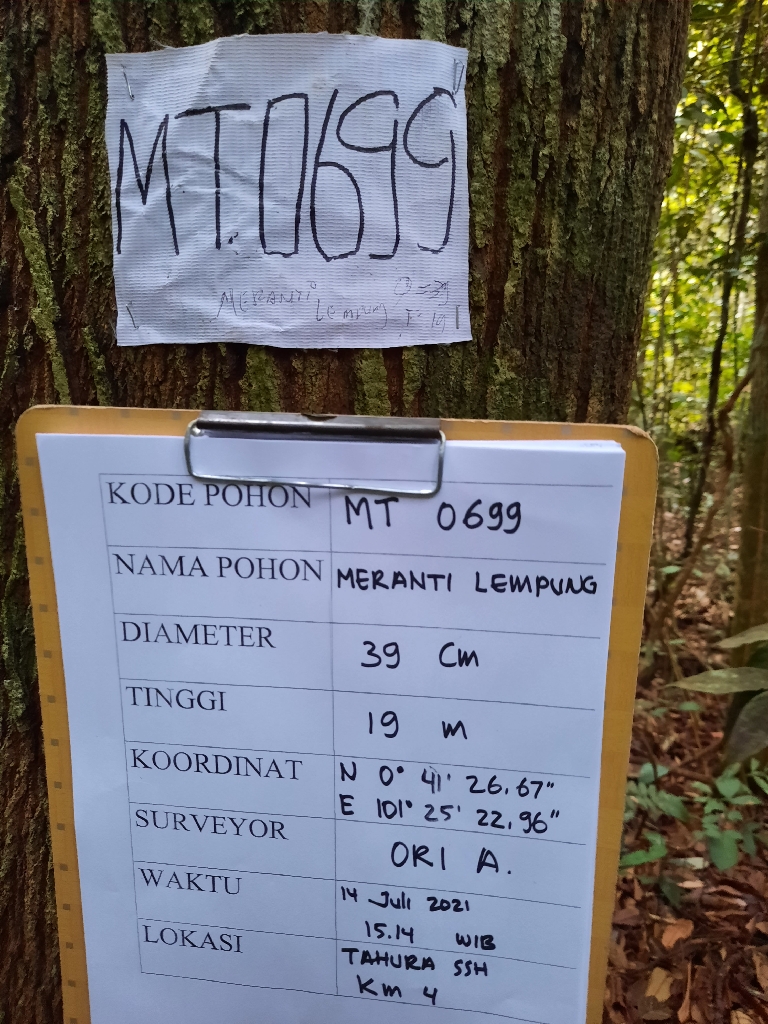 MT.0699
MERANTI Lempung
D = 39
T = 19
KODE POHON MT 0699
NAMA POHON MERANTI LEMPUNG
DIAMETER 39 Cm
TINGGI 19 m
KOORDINAT N 0° 41' 26.67"
E 101° 25' 22.96"
SURVEYOR ORI A.
WAKTU 14 Juli 2021
15.14 WIB
LOKASI TAHURA SSH
Km 4